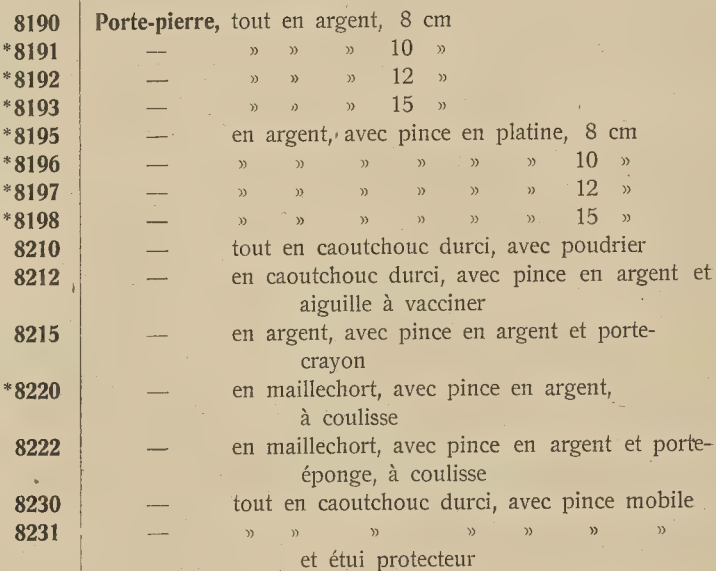 8190 Porte-pierre, tout en argent, 8 cm
*8191 — » » » 10 »
*8192 — » » » 12 »
*8193 — » » » 15 »
*8195 — en argent, avec pince en platine, 8 cm
*8196 — » » » » » » 10 »
*8197 — » » » » » » 12 »
*8198 — » » » » » » 15 »
8210 — tout en caoutchouc durci, avec poudrier
8212 — en caoutchouc durci, avec pince en argent et
aiguille à vacciner
8215 — en argent, avec pince en argent et porte-
crayon
*8220 — en maillechort, avec pince en argent,
à coulisse
8222 — en maillechort, avec pince en argent et porte-
éponge, à coulisse
8230 — tout en caoutchouc durci, avec pince mobile
8231 — » » » » » » »
et étui protecteur